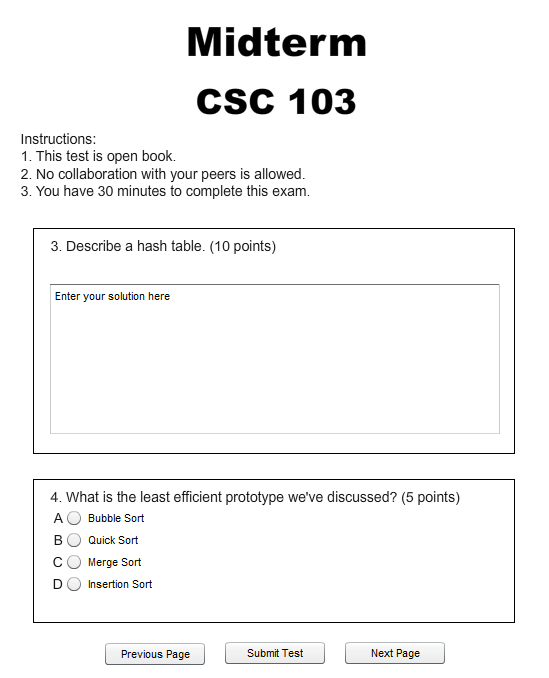 Midterm
CSC 103
Instructions:
1. This test is open book.
2. No collaboration with your peers is allowed.
3. You have 30 minutes to complete this exam.
3. Describe a hash table. (10 points)
Enter your solution here
4. What is the least efficient prototype we've discussed? (5 points)
A Bubble Sort
B Quick Sort
C Merge Sort
D Insertion Sort
Previous Page Submit Test Next Page